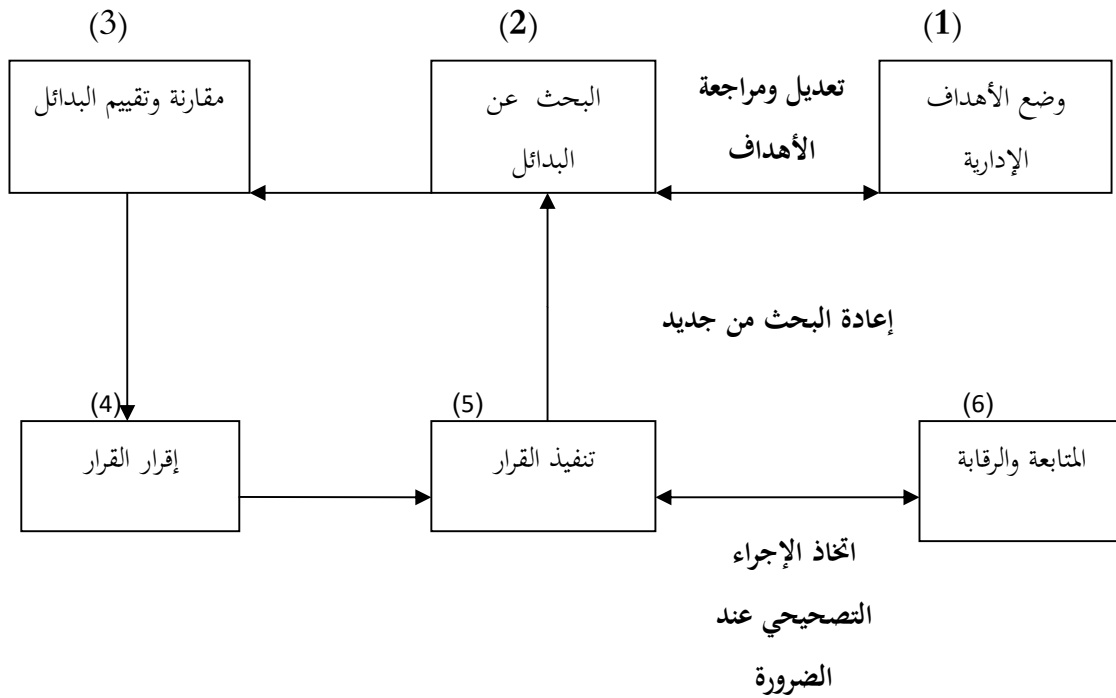 (1)
وضع الأهداف
الإدارية
تعديل ومراجعة
الأهداف
(2)
البحث عن
البدائل
(3)
مقارنة وتقييم البدائل
إعادة البحث من جديد
(4)
إقرار القرار
(5)
تنفيذ القرار
(6)
المتابعة والرقابة
اتخاذ الإجراء
التصحيحي عند
الضرورة